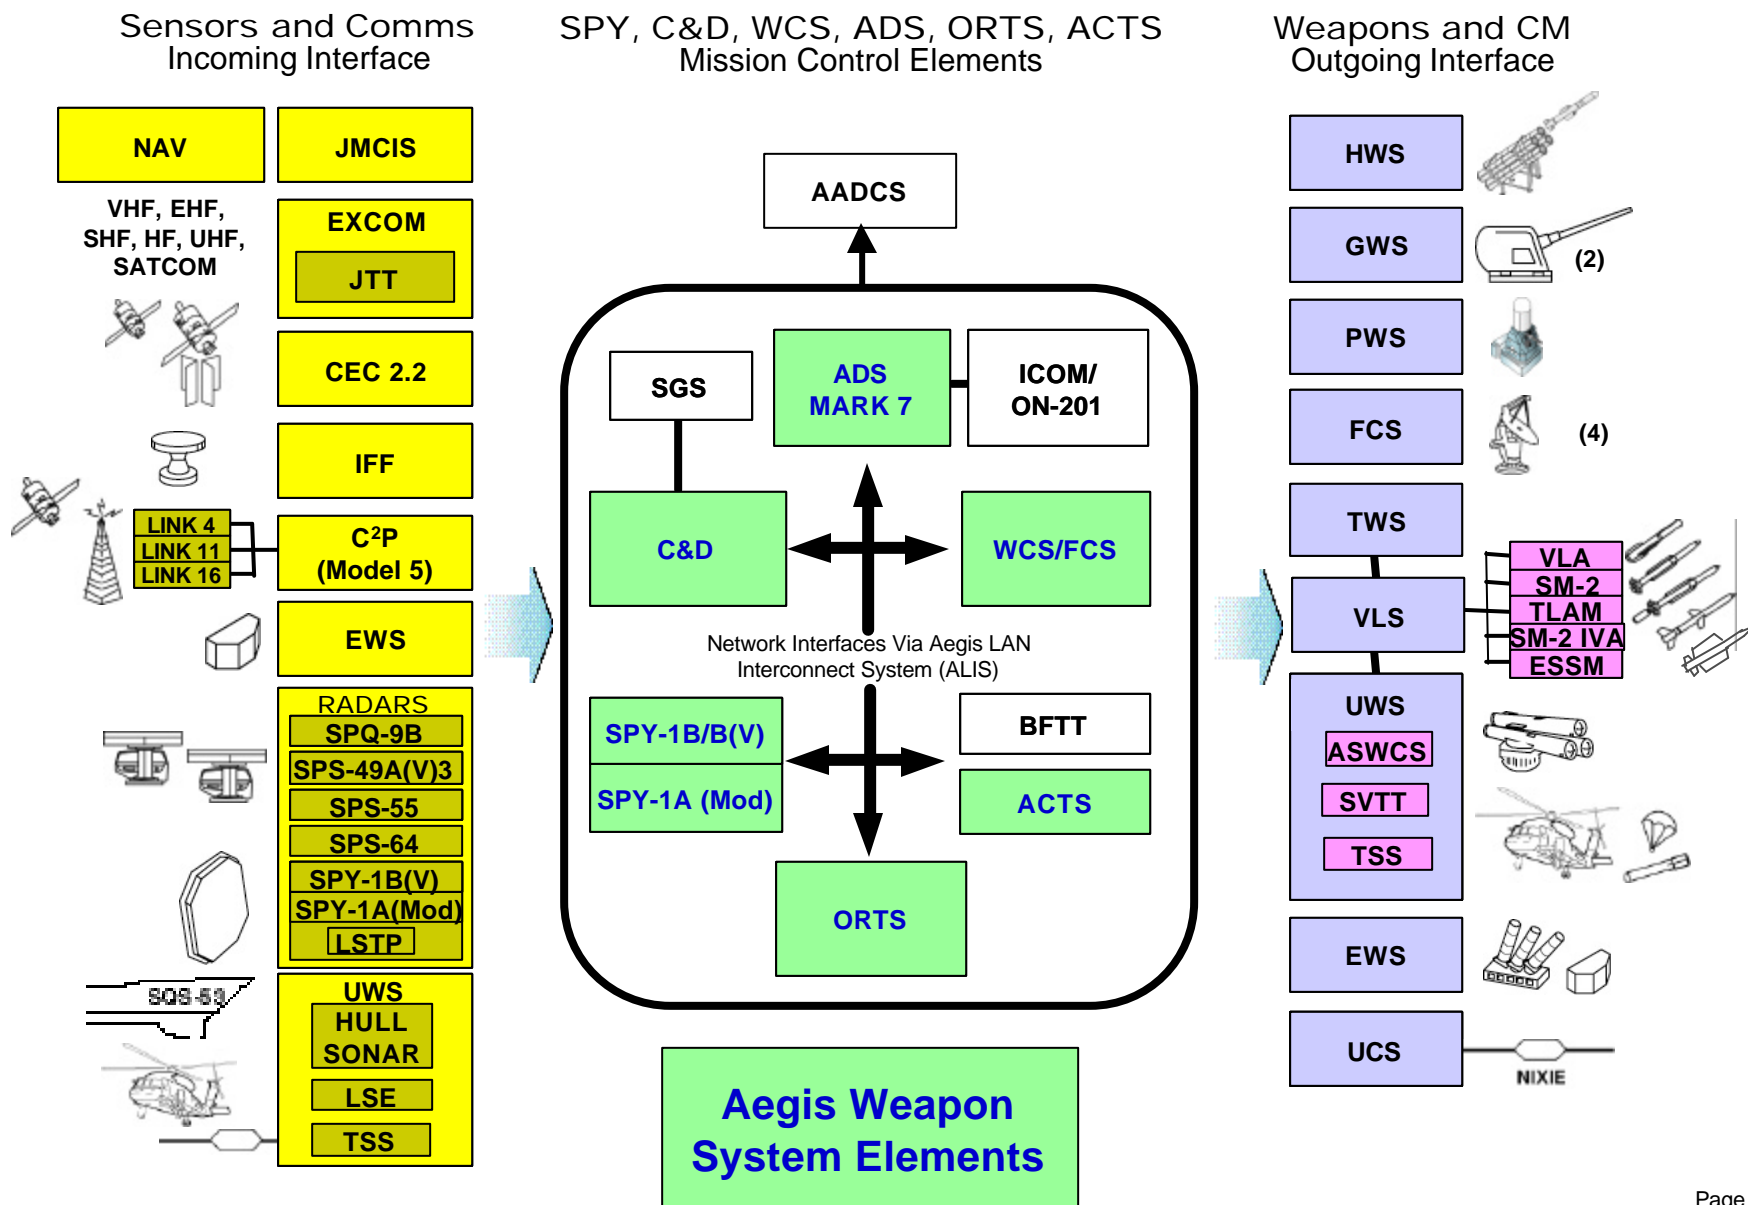 Sensors and Comms
Incoming Interface
SPY, C&D, WCS, ADS, ORTS, ACTS
Mission Control Elements
Weapons and CM
Outgoing Interface
NAV
JMCIS
VHF, EHF,
SHF, HF, UHF,
SATCOM
EXCOM
JTT
CEC 2.2
IFF
LINK 4
LINK 11
LINK 16
C²P
(Model 5)
EWS
RADARS
SPQ-9B
SPS-49A(V)3
SPS-55
SPS-64
SPY-1B(V)
SPY-1A(Mod)
LSTP
SQS-53
UWS
HULL
SONAR
LSE
TSS
AADCS
SGS
ADS
MARK 7
ICOM/
ON-201
C&D
WCS/FCS
Network Interfaces Via Aegis LAN
Interconnect System (ALIS)
SPY-1B/B(V)
SPY-1A (Mod)
BFTT
ACTS
ORTS
Aegis Weapon
System Elements
HWS
GWS
(2)
PWS
FCS
(4)
TWS
VLS
VLA
SM-2
TLAM
SM-2 IVA
ESSM
UWS
ASWCS
SVTT
TSS
EWS
UCS
NIXIE
Page